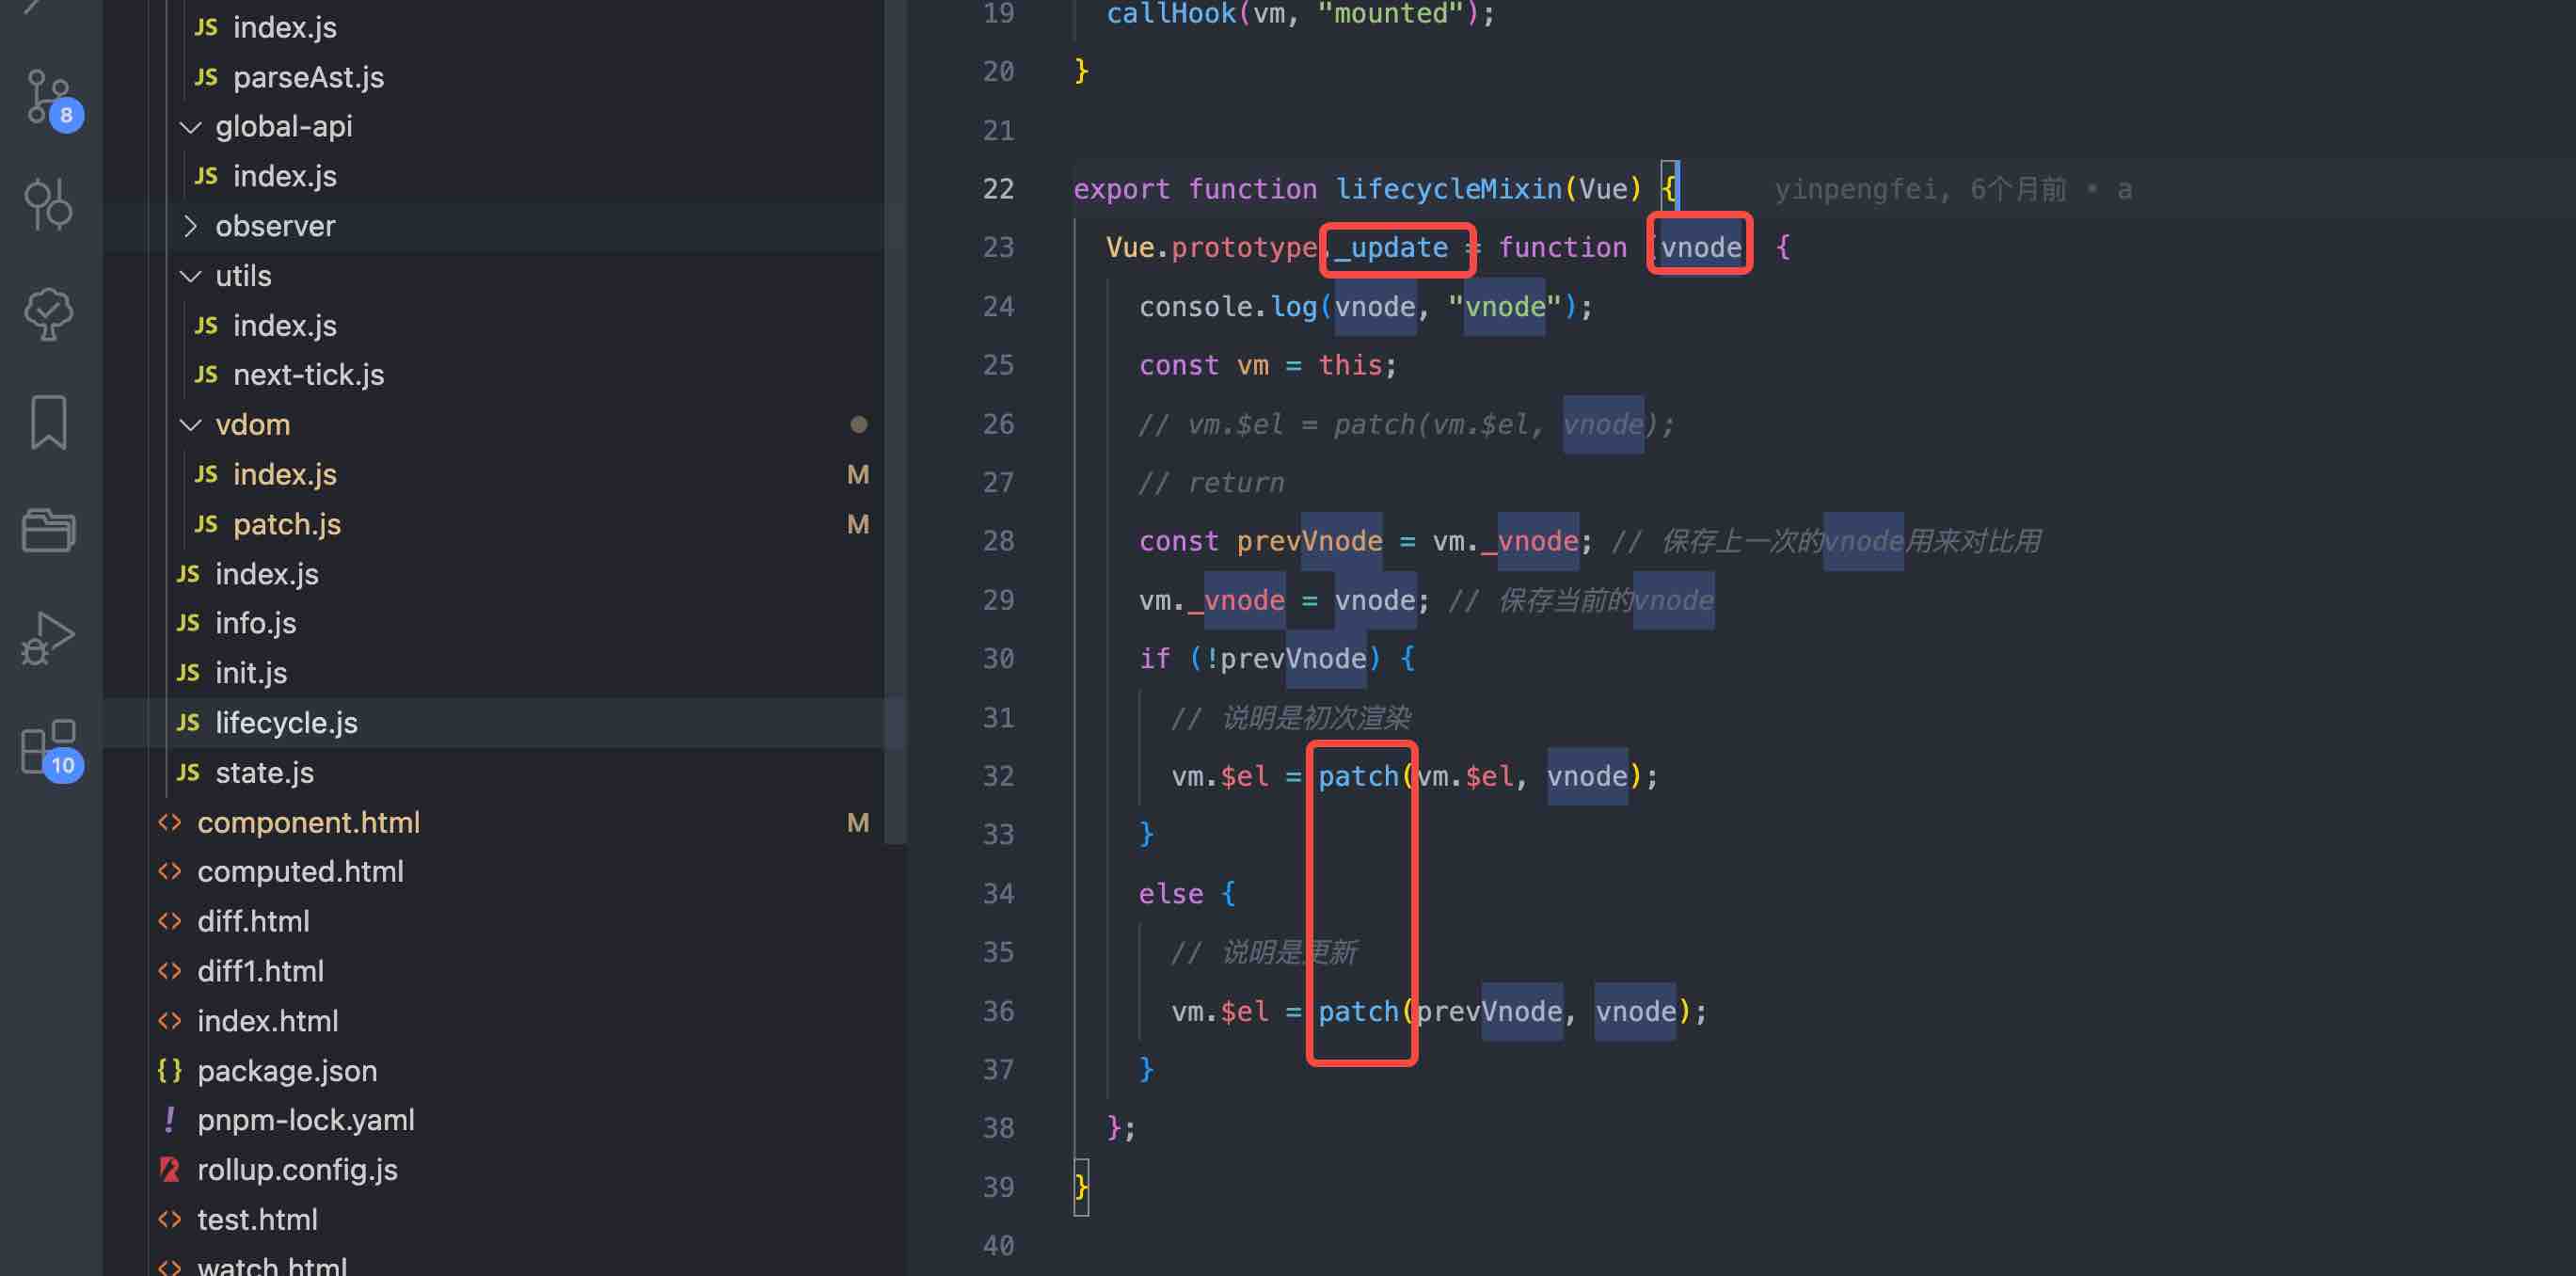 8
10
JS index.js
JS parseAst.js
global-api
JS index.js
observer
utils
JS index.js
JS next-tick.js
vdom
JS index.js M
JS patch.js M
JS index.js
JS info.js
JS init.js
JS lifecycle.js
JS state.js
<> component.html M
<> computed.html
<> diff.html
<> diff1.html
<> index.html
{} package.json
! pnpm-lock.yaml
rollup.config.js
<> test.html
<> watch.html
19 callHook(vm, "mounted");
20 }
21
22 export function lifecycleMixin(Vue) { yinpengfei, 6个月前 • a
23 Vue.prototype._update = function (vnode) {
24 console.log(vnode, "vnode");
25 const vm = this;
26 // vm.$el = patch(vm.$el, vnode);
27 // return
28 const prevVnode = vm._vnode; // 保存上一次的vnode用来对比用
29 vm._vnode = vnode; // 保存当前的vnode
30 if (!prevVnode) {
31 // 说明是初次渲染
32 vm.$el = patch(vm.$el, vnode);
33 }
34 else {
35 // 说明是更新
36 vm.$el = patch(prevVnode, vnode);
37 }
38 };
39 }
40